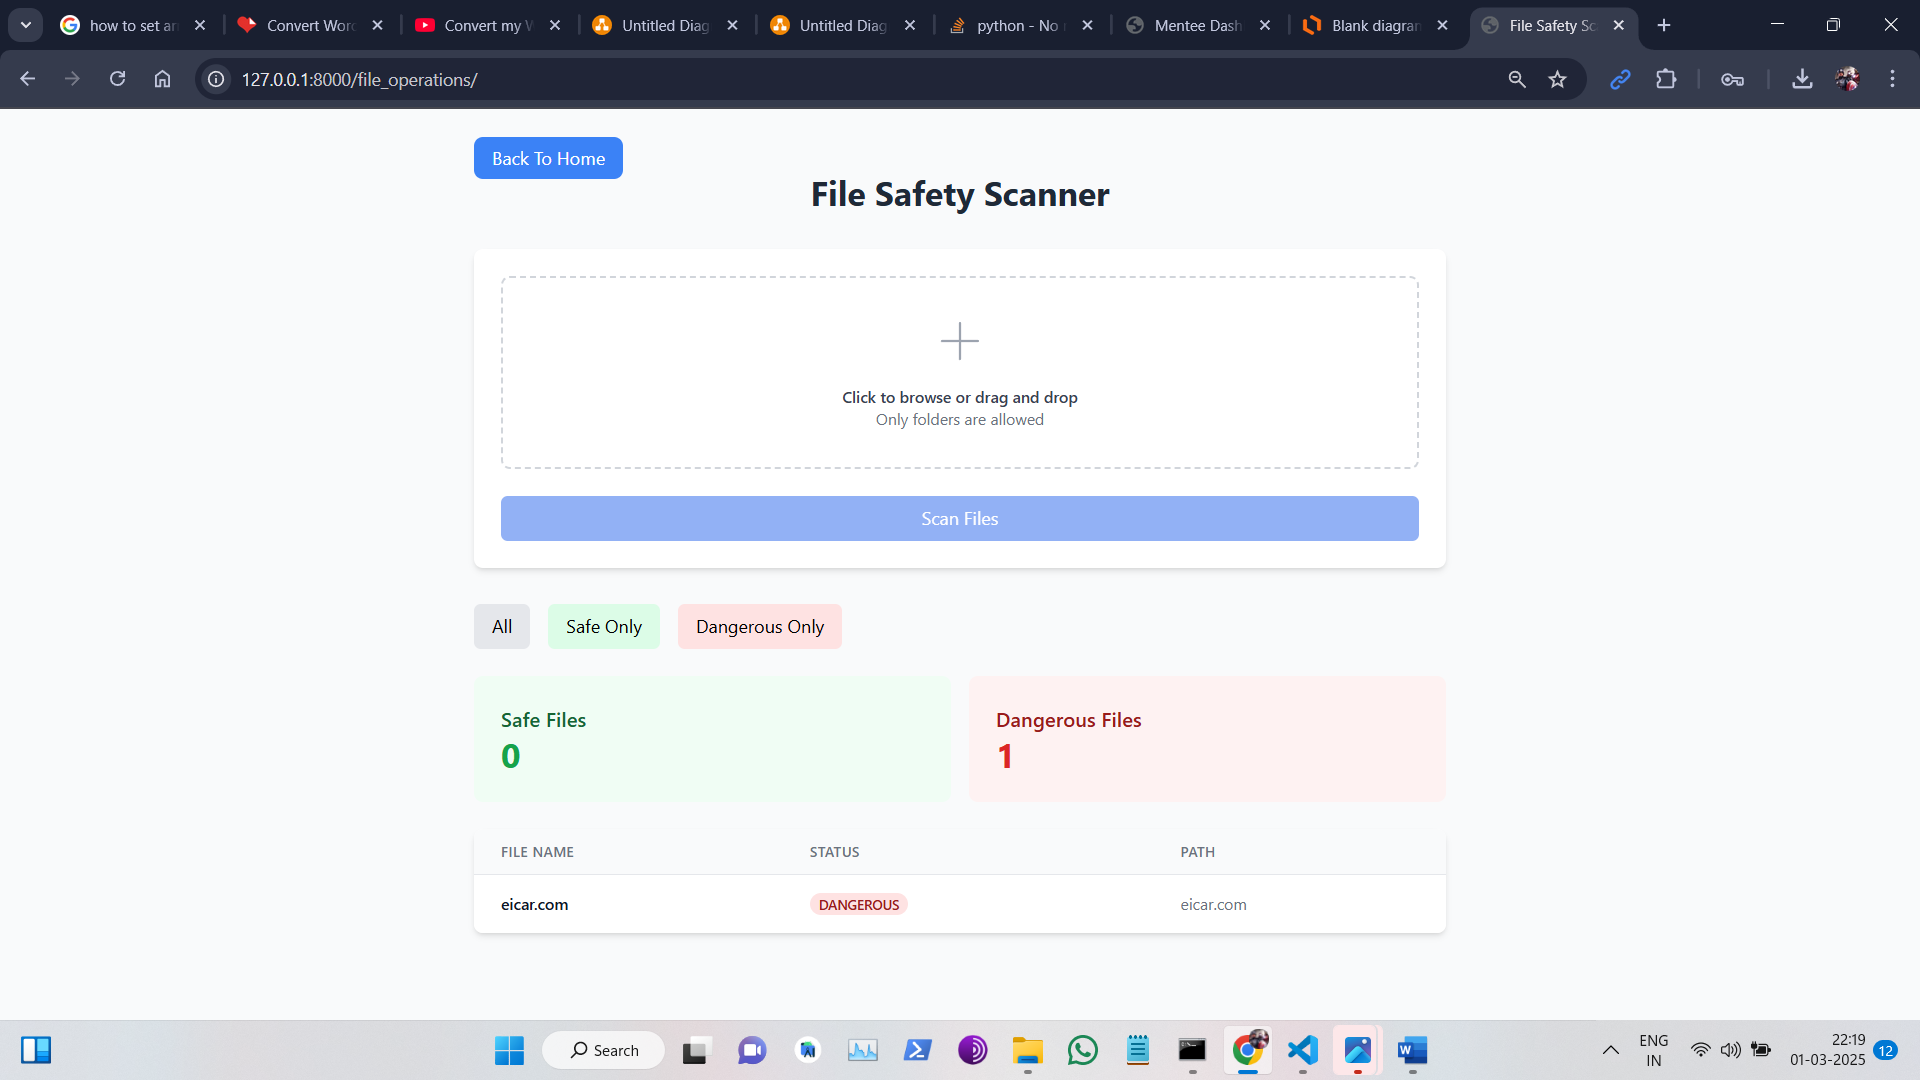 how to set an
Convert Word
Convert my W
Untitled Diag
Untitled Diag
python - No
Mentee Dash
Blank diagram
File Safety Sc
127.0.0.1:8000/file_operations/
Back To Home
File Safety Scanner
Click to browse or drag and drop
Only folders are allowed
Scan Files
All
Safe Only
Dangerous Only
Safe Files
0
Dangerous Files
1
FILE NAME
STATUS
PATH
eicar.com
DANGEROUS
eicar.com
Search
ENG
IN
22:19
01-03-2025
12